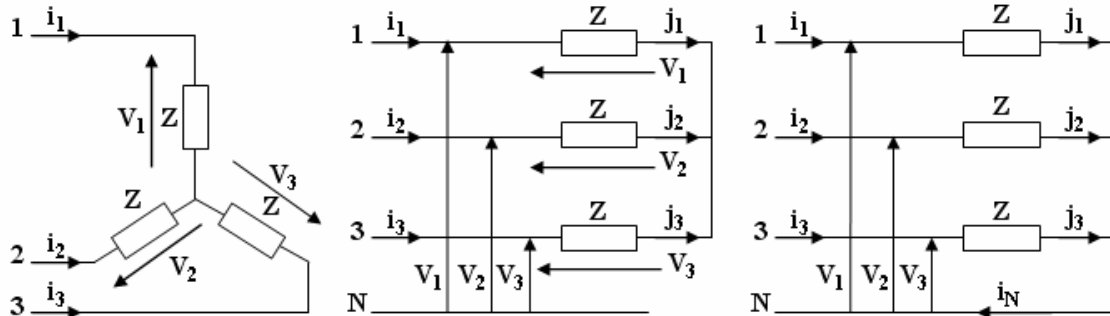 1 i₁
V₁ Z
V₃
Z Z
2 i₂
V₂
3 i₃
1 i₁ Z j₁
V₁
2 i₂ Z j₂
V₂
3 i₃ Z j₃
V₁ V₂ V₃ V₃
N
1 i₁ Z j₁
2 i₂ Z j₂
3 i₃ Z j₃
V₁ V₂ V₃
N i_N